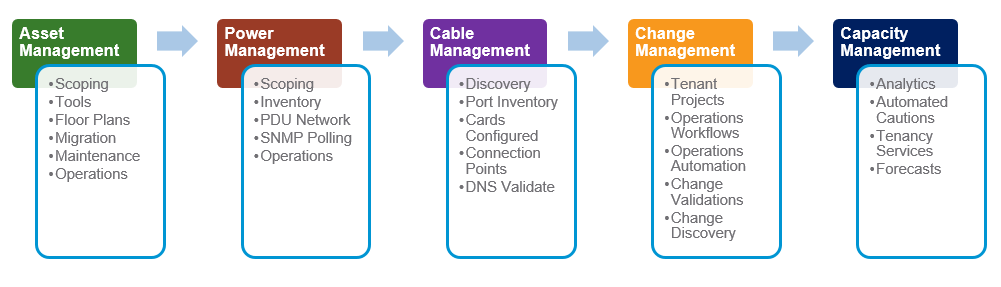 Asset
Management
•Scoping
•Tools
•Floor Plans
•Migration
•Maintenance
•Operations
Power
Management
•Scoping
•Inventory
•PDU Network
•SNMP Polling
•Operations
Cable
Management
•Discovery
•Port Inventory
•Cards
Configured
•Connection
Points
•DNS Validate
Change
Management
•Tenant
Projects
•Operations
Workflows
•Operations
Automation
•Change
Validations
•Change
Discovery
Capacity
Management
•Analytics
•Automated
Cautions
•Tenancy
Services
•Forecasts